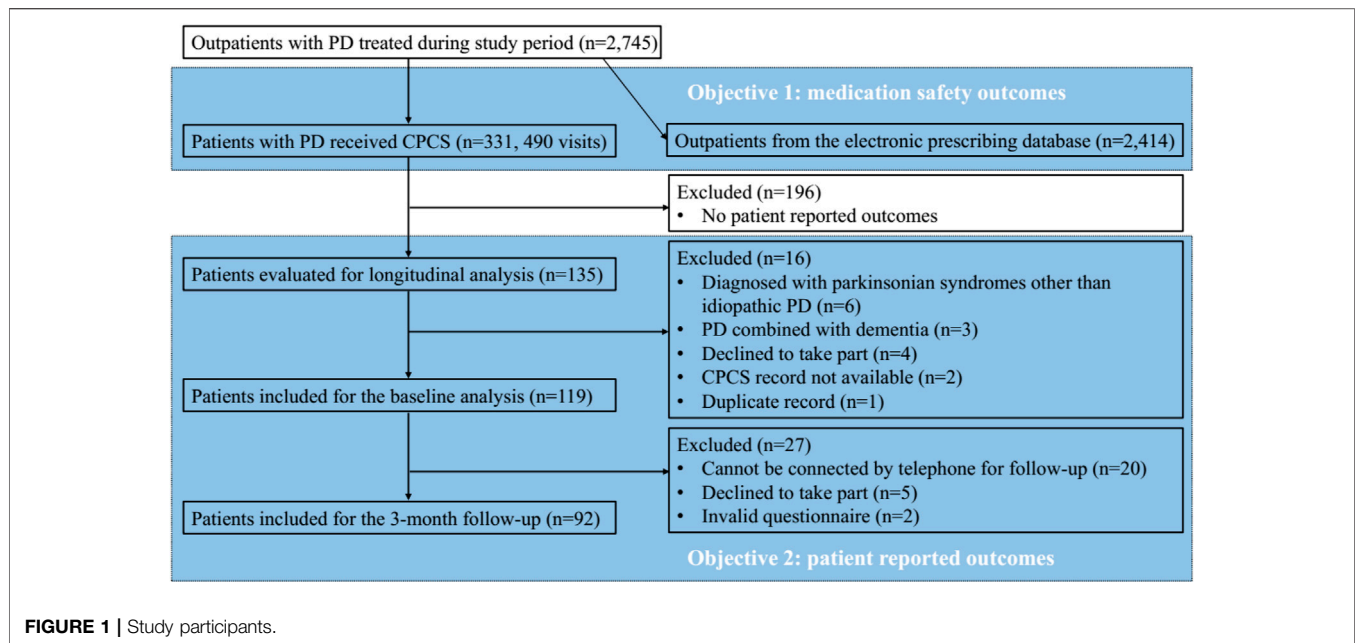 Outpatients with PD treated during study period (n=2,745)
Objective 1: medication safety outcomes
Patients with PD received CPCS (n=331, 490 visits)
Outpatients from the electronic prescribing database (n=2,414)
Excluded (n=196)
• No patient reported outcomes
Patients evaluated for longitudinal analysis (n=135)
Excluded (n=16)
• Diagnosed with parkinsonian syndromes other than
idiopathic PD (n=6)
• PD combined with dementia (n=3)
• Declined to take part (n=4)
• CPCS record not available (n=2)
• Duplicate record (n=1)
Patients included for the baseline analysis (n=119)
Excluded (n=27)
• Cannot be connected by telephone for follow-up (n=20)
• Declined to take part (n=5)
• Invalid questionnaire (n=2)
Patients included for the 3-month follow-up (n=92)
Objective 2: patient reported outcomes
FIGURE 1 | Study participants.